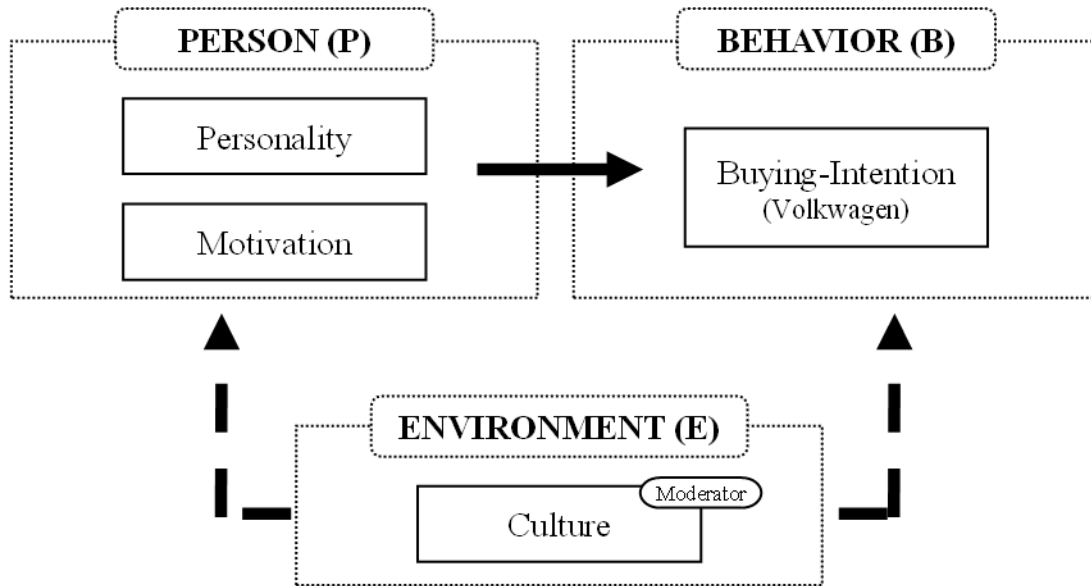 PERSON (P)
Personality
Motivation
BEHAVIOR (B)
Buying-Intention
(Volkwagen)
ENVIRONMENT (E)
Moderator
Culture